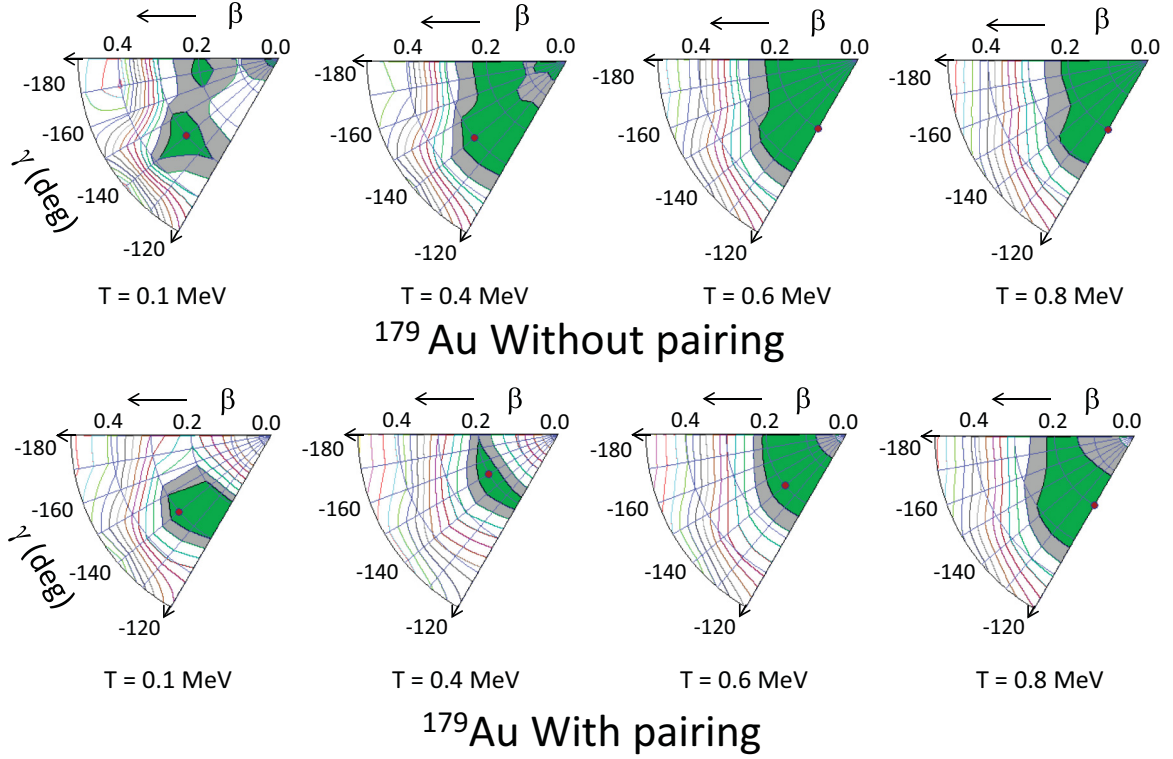 β β β β
0.4 0.2 0.0 0.4 0.2 0.0 0.4 0.2 0.0 0.4 0.2 0.0
-180 -180 -180 -180
-160 -160 -160 -160
γ (deg) -140 -140 -140 -140
-120 -120 -120 -120
T = 0.1 MeV T = 0.4 MeV T = 0.6 MeV T = 0.8 MeV
¹⁷⁹ Au Without pairing
β β β β
0.4 0.2 0.0 0.4 0.2 0.0 0.4 0.2 0.0 0.4 0.2 0.0
-180 -180 -180 -180
-160 -160 -160 -160
γ (deg) -140 -140 -140 -140
-120 -120 -120 -120
T = 0.1 MeV T = 0.4 MeV T = 0.6 MeV T = 0.8 MeV
¹⁷⁹Au With pairing